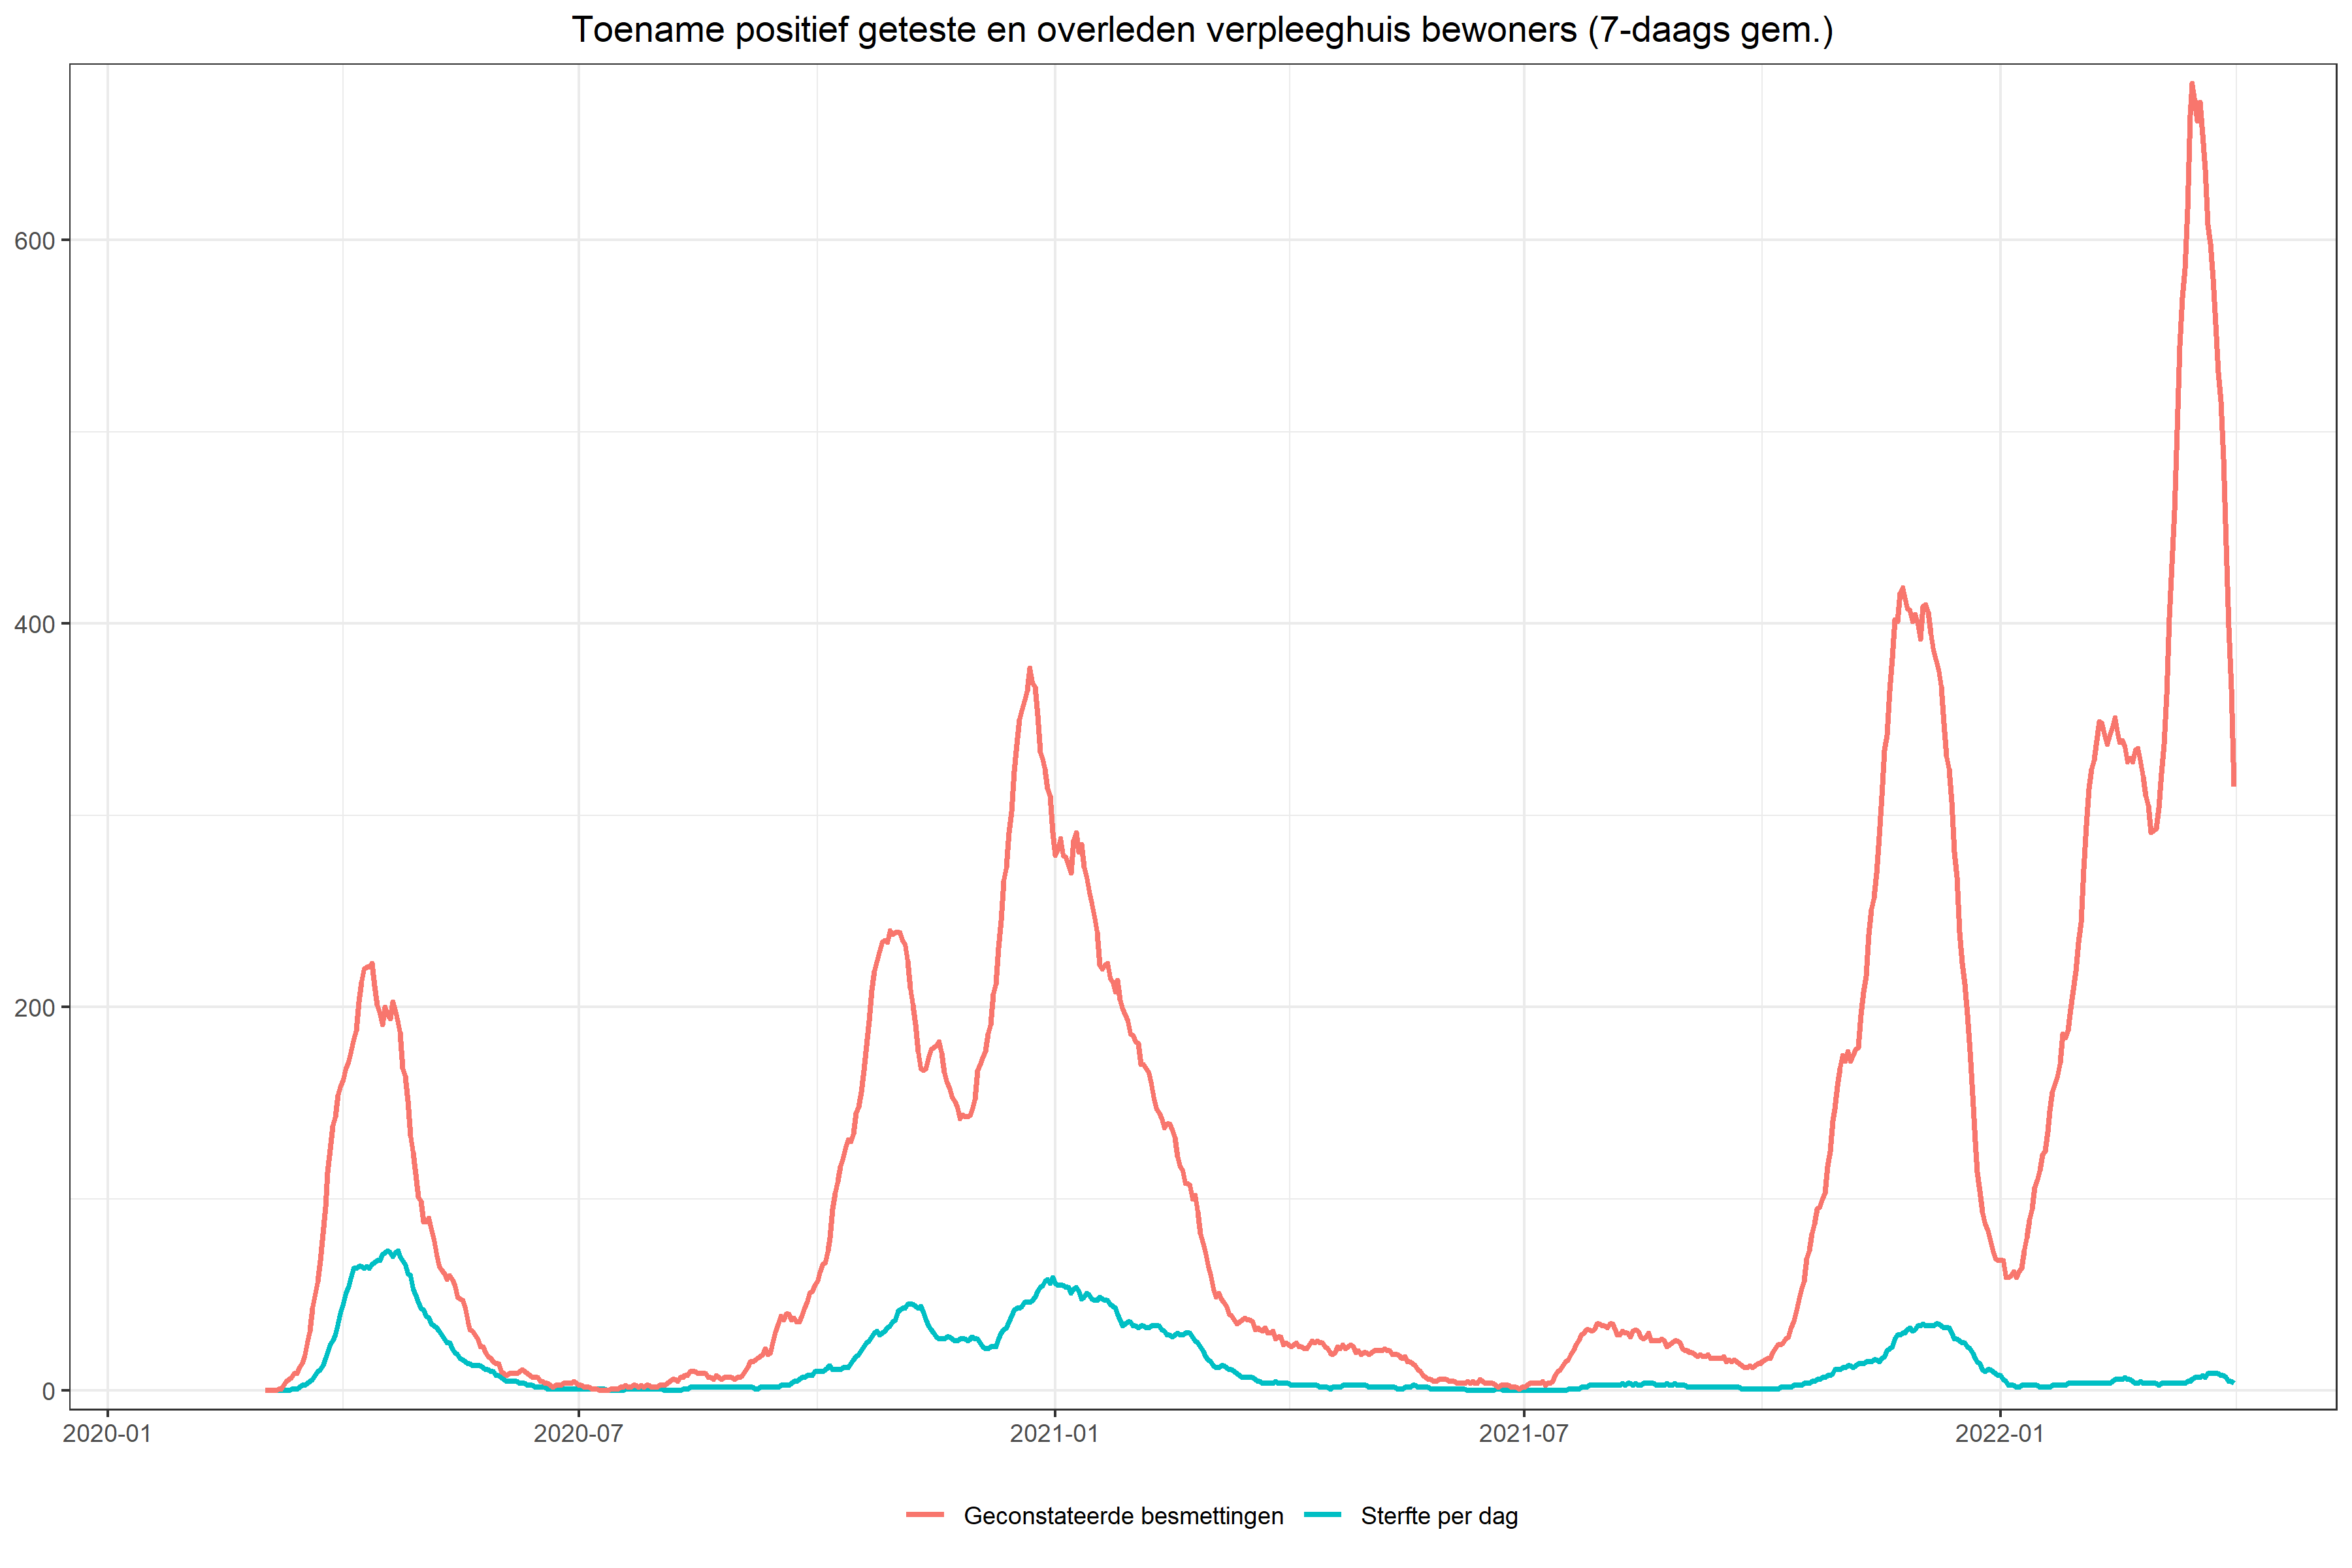 Toename positief geteste en overleden verpleeghuis bewoners (7-daags gem.)
600
400
200
0
2020-01 2020-07 2021-01 2021-07 2022-01
Geconstateerde besmettingen Sterfte per dag